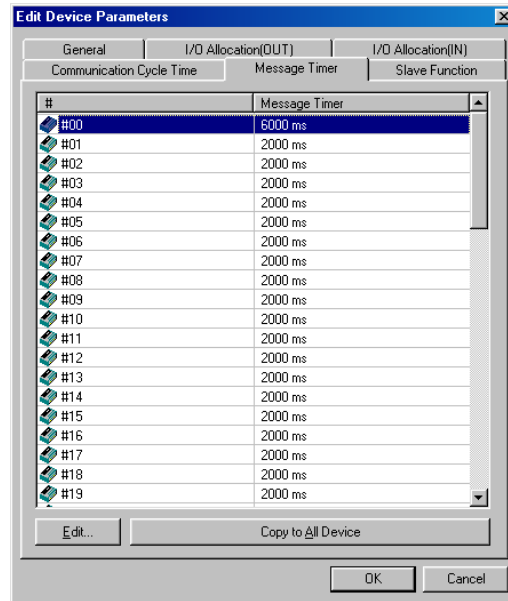 Edit Device Parameters
General I/O Allocation(OUT) I/O Allocation(IN)
Communication Cycle Time Message Timer Slave Function
# Message Timer
#00 6000 ms
#01 2000 ms
#02 2000 ms
#03 2000 ms
#04 2000 ms
#05 2000 ms
#06 2000 ms
#07 2000 ms
#08 2000 ms
#09 2000 ms
#10 2000 ms
#11 2000 ms
#12 2000 ms
#13 2000 ms
#14 2000 ms
#15 2000 ms
#16 2000 ms
#17 2000 ms
#18 2000 ms
#19 2000 ms
Edit... Copy to All Device
OK Cancel